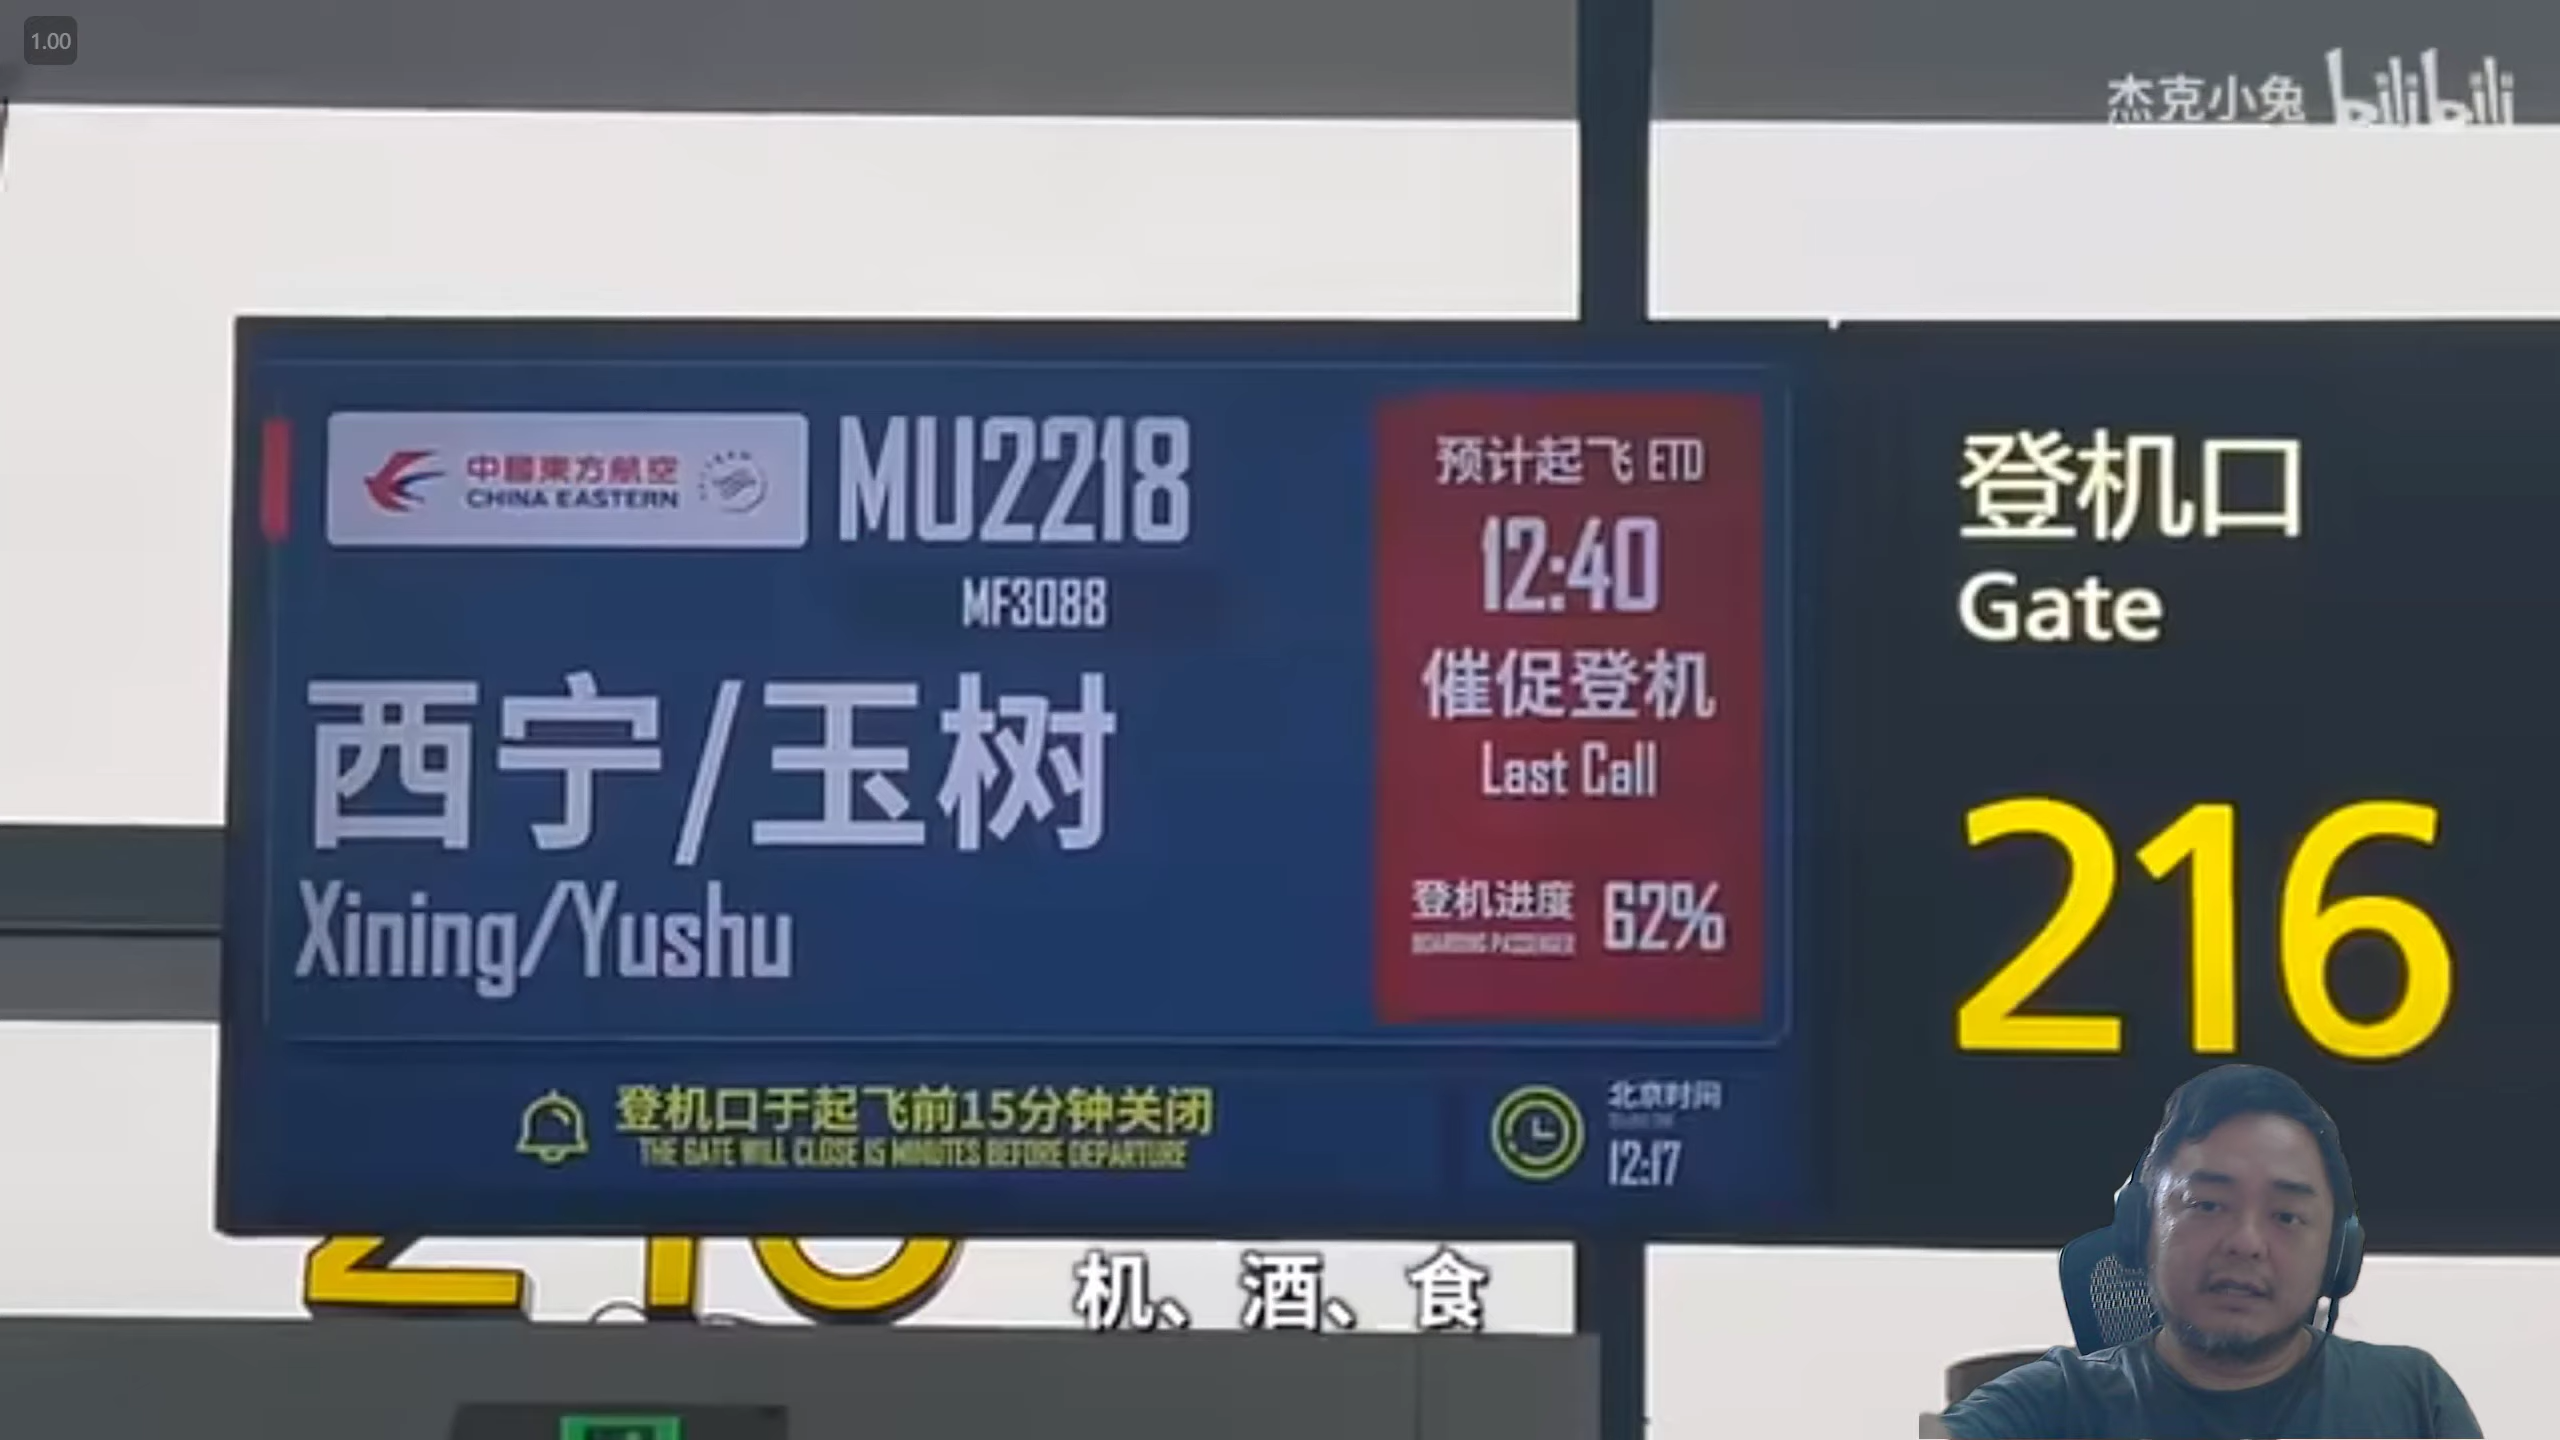 1.00
杰克小兔 bilibili
中國東方航空
CHINA EASTERN
MU2218
MF3088
西宁/玉树
Xining/Yushu
预计起飞 ETD
12:40
催促登机
Last Call
登机进度 62%
BOARDING PASSENGER
登机口
Gate
216
登机口于起飞前15分钟关闭
THE GATE WILL CLOSE 15 MINUTES BEFORE DEPARTURE
北京时间
12:17
机、酒、食